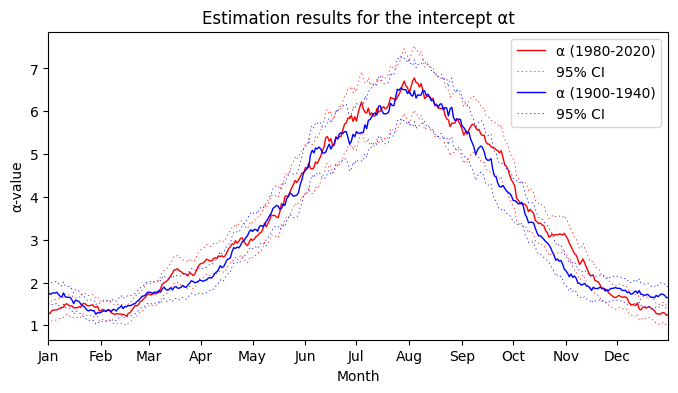 Estimation results for the intercept αt
α (1980-2020)
95% CI
α (1900-1940)
95% CI
α-value
7
6
5
4
3
2
1
Jan Feb Mar Apr May Jun Jul Aug Sep Oct Nov Dec
Month